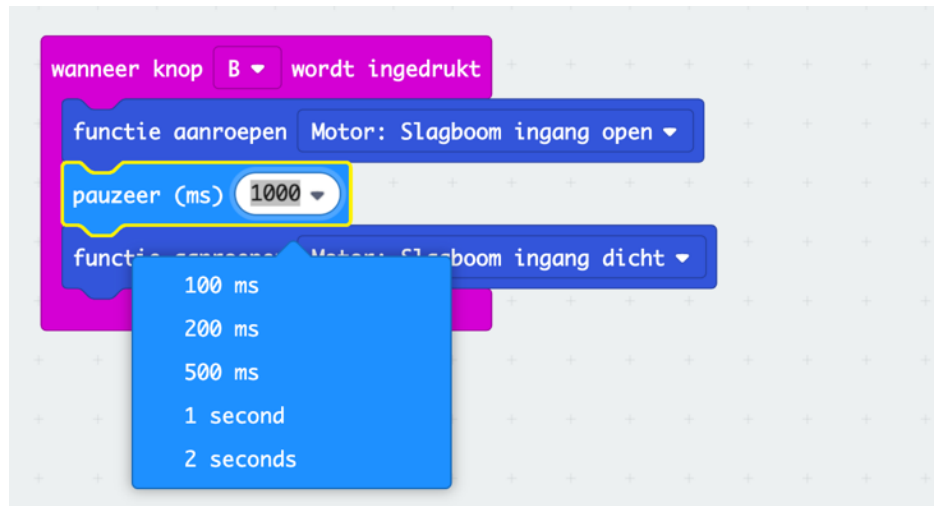 wanneer knop B wordt ingedrukt
functie aanroepen Motor: Slagboom ingang open
pauzeer (ms) 1000
funct Slagboom ingang dicht
100 ms
200 ms
500 ms
1 second
2 seconds